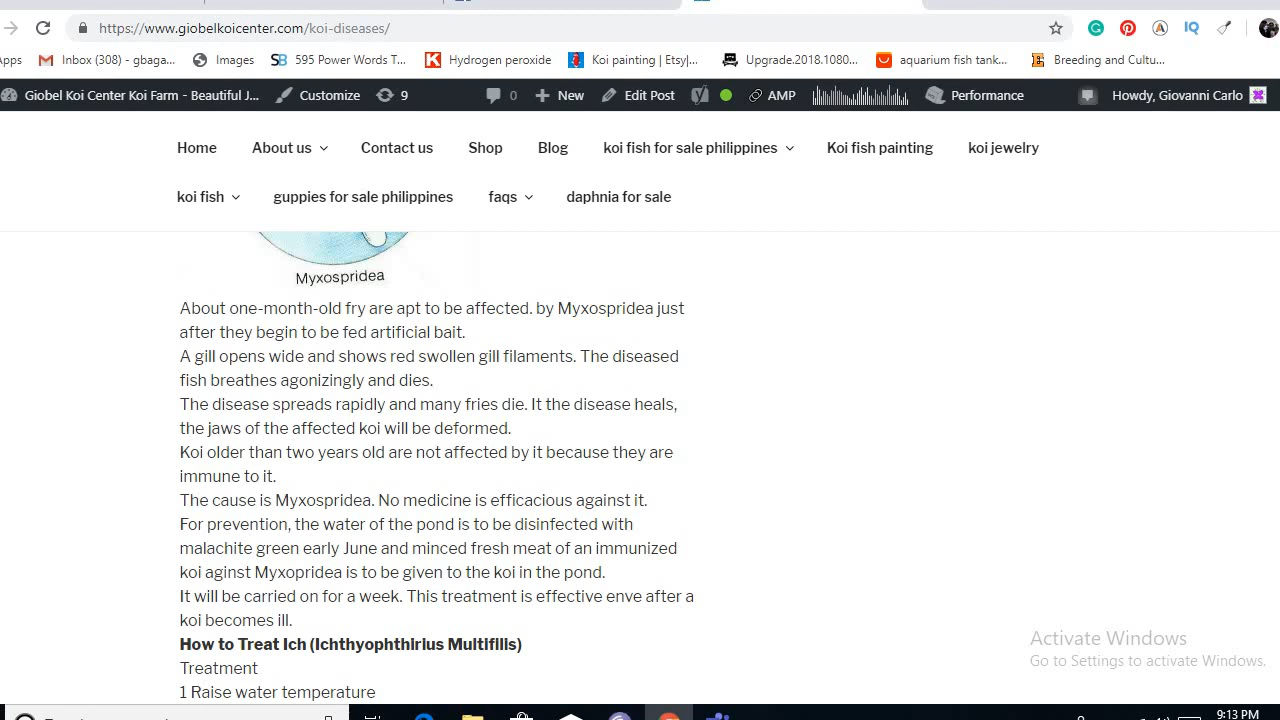 https://www.giobelkoicenter.com/koi-diseases/
Apps Inbox (308) - gbaga... Images 595 Power Words T... Hydrogen peroxide Koi painting | Etsy|... Upgrade.2018.1080... aquarium fish tank... Breeding and Cultu...
Giobel Koi Center Koi Farm - Beautiful J... Customize 9 0 New Edit Post AMP Performance Howdy, Giovanni Carlo
Home About us Contact us Shop Blog koi fish for sale philippines Koi fish painting koi jewelry
koi fish guppies for sale philippines faqs daphnia for sale
Myxospridea
About one-month-old fry are apt to be affected. by Myxospridea just
after they begin to be fed artificial bait.
A gill opens wide and shows red swollen gill filaments. The diseased
fish breathes agonizingly and dies.
The disease spreads rapidly and many fries die. It the disease heals,
the jaws of the affected koi will be deformed.
Koi older than two years old are not affected by it because they are
immune to it.
The cause is Myxospridea. No medicine is efficacious against it.
For prevention, the water of the pond is to be disinfected with
malachite green early June and minced fresh meat of an immunized
koi aginst Myxopridea is to be given to the koi in the pond.
It will be carried on for a week. This treatment is effective enve after a
koi becomes ill.
How to Treat Ich (Ichthyophthirius Multifilis)
Treatment
1 Raise water temperature
Activate Windows
Go to Settings to activate Windows.
9:13 PM